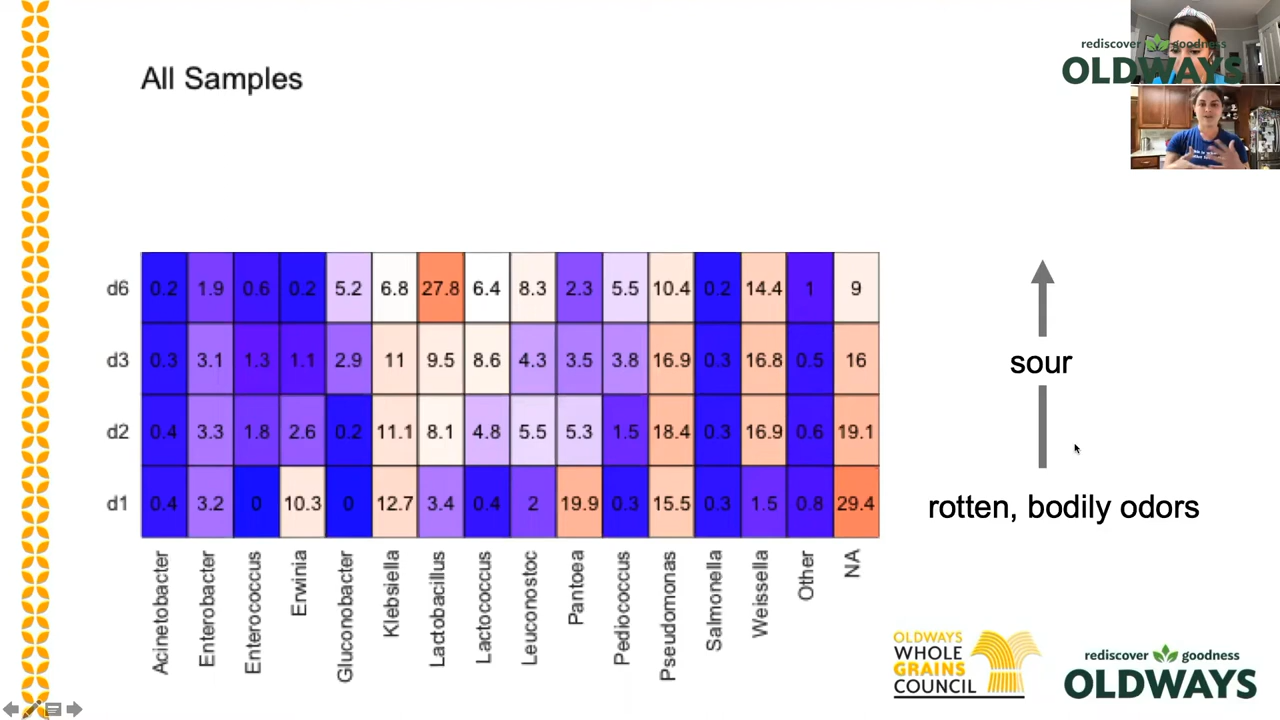 rediscover goodness
OLDWAYS
All Samples
d6 0.2 1.9 0.6 0.2 5.2 6.8 27.8 6.4 8.3 2.3 5.5 10.4 0.2 14.4 1 9
d3 0.3 3.1 1.3 1.1 2.9 11 9.5 8.6 4.3 3.5 3.8 16.9 0.3 16.8 0.5 16
d2 0.4 3.3 1.8 2.6 0.2 11.1 8.1 4.8 5.5 5.3 1.5 18.4 0.3 16.9 0.6 19.1
d1 0.4 3.2 0 10.3 0 12.7 3.4 0.4 2 19.9 0.3 15.5 0.3 1.5 0.8 29.4
Acinetobacter
Enterobacter
Enterococcus
Erwinia
Gluconobacter
Klebsiella
Lactobacillus
Lactococcus
Leuconostoc
Pantoea
Pediococcus
Pseudomonas
Salmonella
Weissella
Other
NA
sour
rotten, bodily odors
OLDWAYS
WHOLE
GRAINS
COUNCIL
rediscover goodness
OLDWAYS